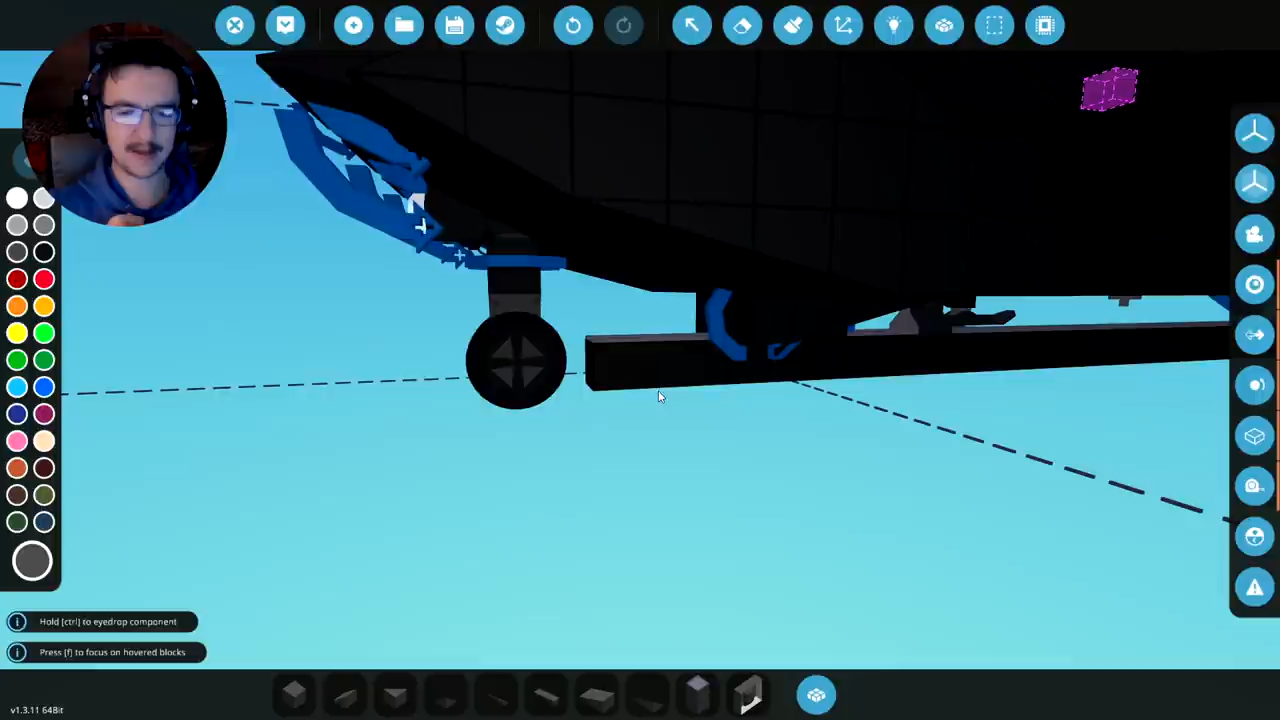 Hold [ctrl] to eyedrop component
Press [f] to focus on hovered blocks
v1.3.11 64Bit